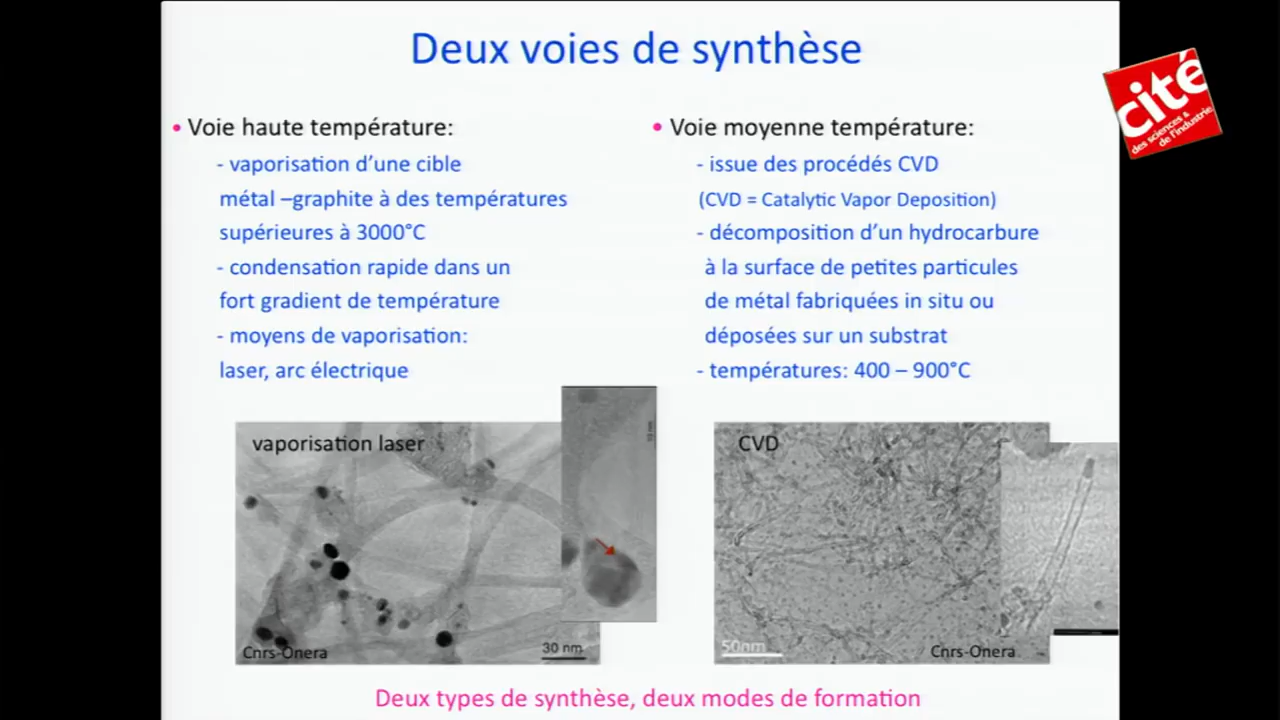 Deux voies de synthèse
• Voie haute température:
- vaporisation d'une cible
métal –graphite à des températures
supérieures à 3000°C
- condensation rapide dans un
fort gradient de température
- moyens de vaporisation:
laser, arc électrique
• Voie moyenne température:
- issue des procédés CVD
(CVD = Catalytic Vapor Deposition)
- décomposition d'un hydrocarbure
à la surface de petites particules
de métal fabriquées in situ ou
déposées sur un substrat
- températures: 400 – 900°C
cité
des sciences &
de l'industrie
vaporisation laser
10 nm
Cnrs-Onera
30 nm
CVD
50nm
Cnrs-Onera
Deux types de synthèse, deux modes de formation